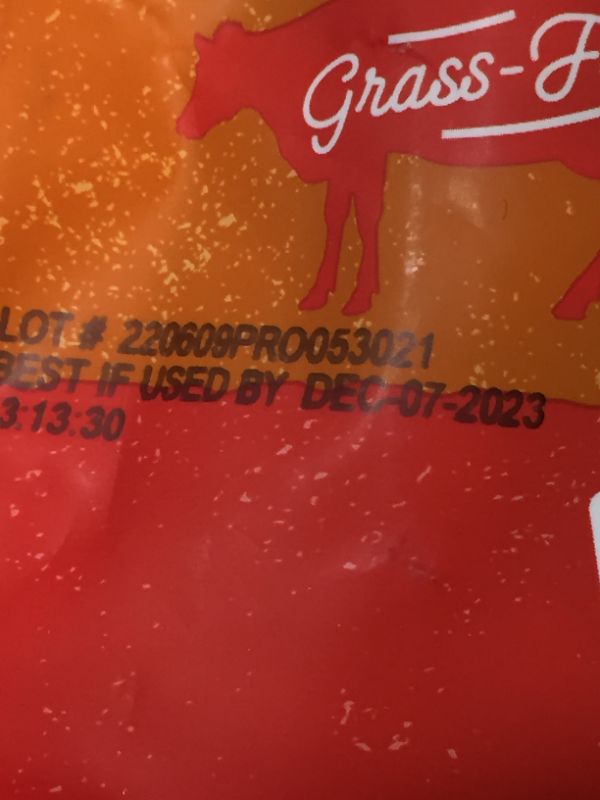 Grass-F
LOT # 220609PRO053021
BEST IF USED BY DEC-07-2023
3:13:30